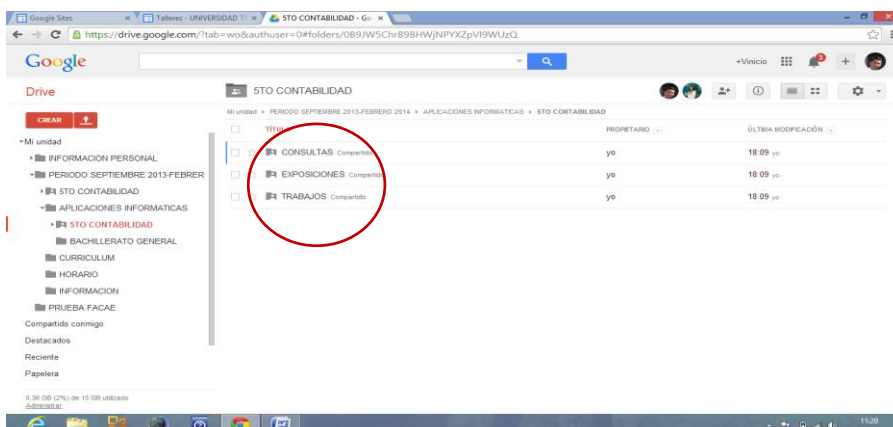 Google Sites
Talleres - UNIVERSIDAD T
5TO CONTABILIDAD - Go
https://drive.google.com/?tab=wo&authuser=0#folders/0B9JW5ChrB9BHWjNPYXZpVl9WUzQ
Google
+Vinicio
3
Drive
5TO CONTABILIDAD
Mi unidad PERIODO SEPTIEMBRE 2013-FEBRERO 2014 APLICACIONES INFORMATICAS 5TO CONTABILIDAD
CREAR
PROPIETARIO
ÚLTIMA MODIFICACIÓN
Mi unidad
INFORMACION PERSONAL
PERIODO SEPTIEMBRE 2013-FEBRER
5TO CONTABILIDAD
APLICACIONES INFORMATICAS
5TO CONTABILIDAD
BACHILLERATO GENERAL
CURRICULUM
HORARIO
INFORMACION
PRUEBA FACAE
Compartido conmigo
Destacados
Reciente
Papelera
CONSULTAS Compartido yo 18:09 yo
EXPOSICIONES Compartido yo 18:09 yo
TRABAJOS Compartido yo 18:09 yo
0,36 GB (2%) de 15 GB utilizado
Administrar
11:20